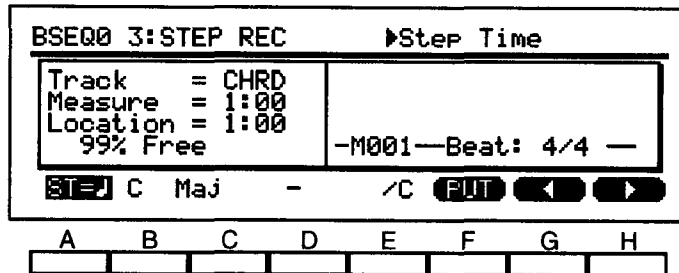 BSEQ0 3:STEP REC ▶Step Time
Track = CHRD
Measure = 1:00
Location = 1:00
99% Free
-M001—Beat: 4/4 —
ST=♩ C Maj - /C PUT ◀ ▶
A B C D E F G H